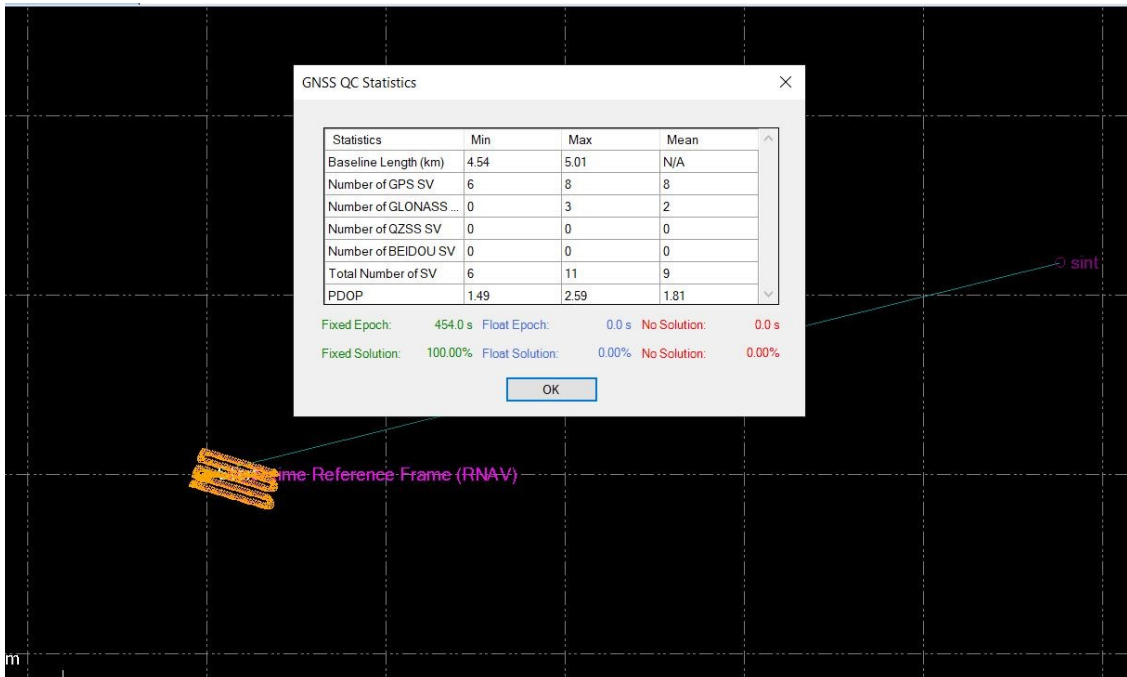 GNSS QC Statistics
Statistics Min Max Mean
Baseline Length (km) 4.54 5.01 N/A
Number of GPS SV 6 8 8
Number of GLONASS ... 0 3 2
Number of QZSS SV 0 0 0
Number of BEIDOU SV 0 0 0
Total Number of SV 6 11 9
PDOP 1.49 2.59 1.81
Fixed Epoch: 454.0 s Float Epoch: 0.0 s No Solution: 0.0 s
Fixed Solution: 100.00% Float Solution: 0.00% No Solution: 0.00%
OK
sint
ime Reference Frame (RNAV)
m